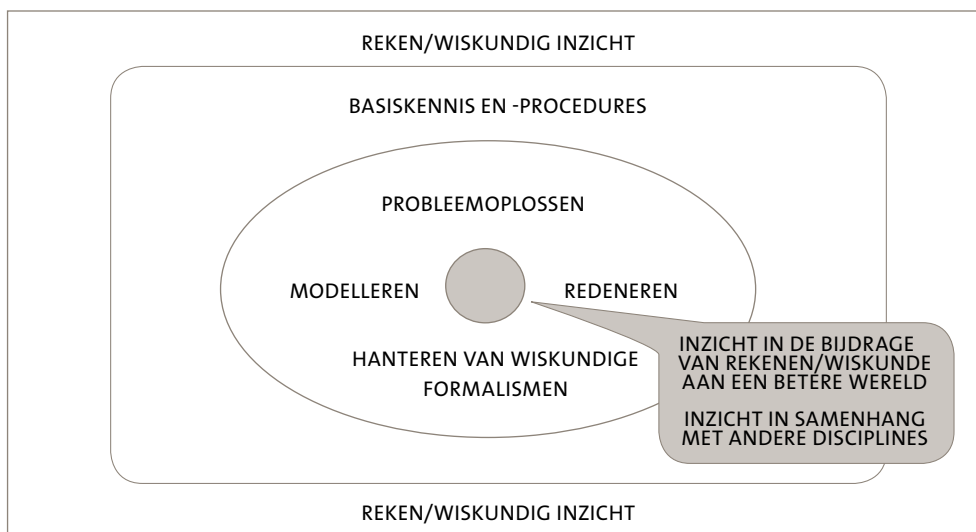 REKEN/WISKUNDIG INZICHT
BASISKENNIS EN -PROCEDURES
PROBLEEMOPLOSSEN
MODELLEREN
REDENEREN
HANTEREN VAN WISKUNDIGE
FORMALISMEN
INZICHT IN DE BIJDRAGE
VAN REKENEN/WISKUNDE
AAN EEN BETERE WERELD
INZICHT IN SAMENHANG
MET ANDERE DISCIPLINES
REKEN/WISKUNDIG INZICHT